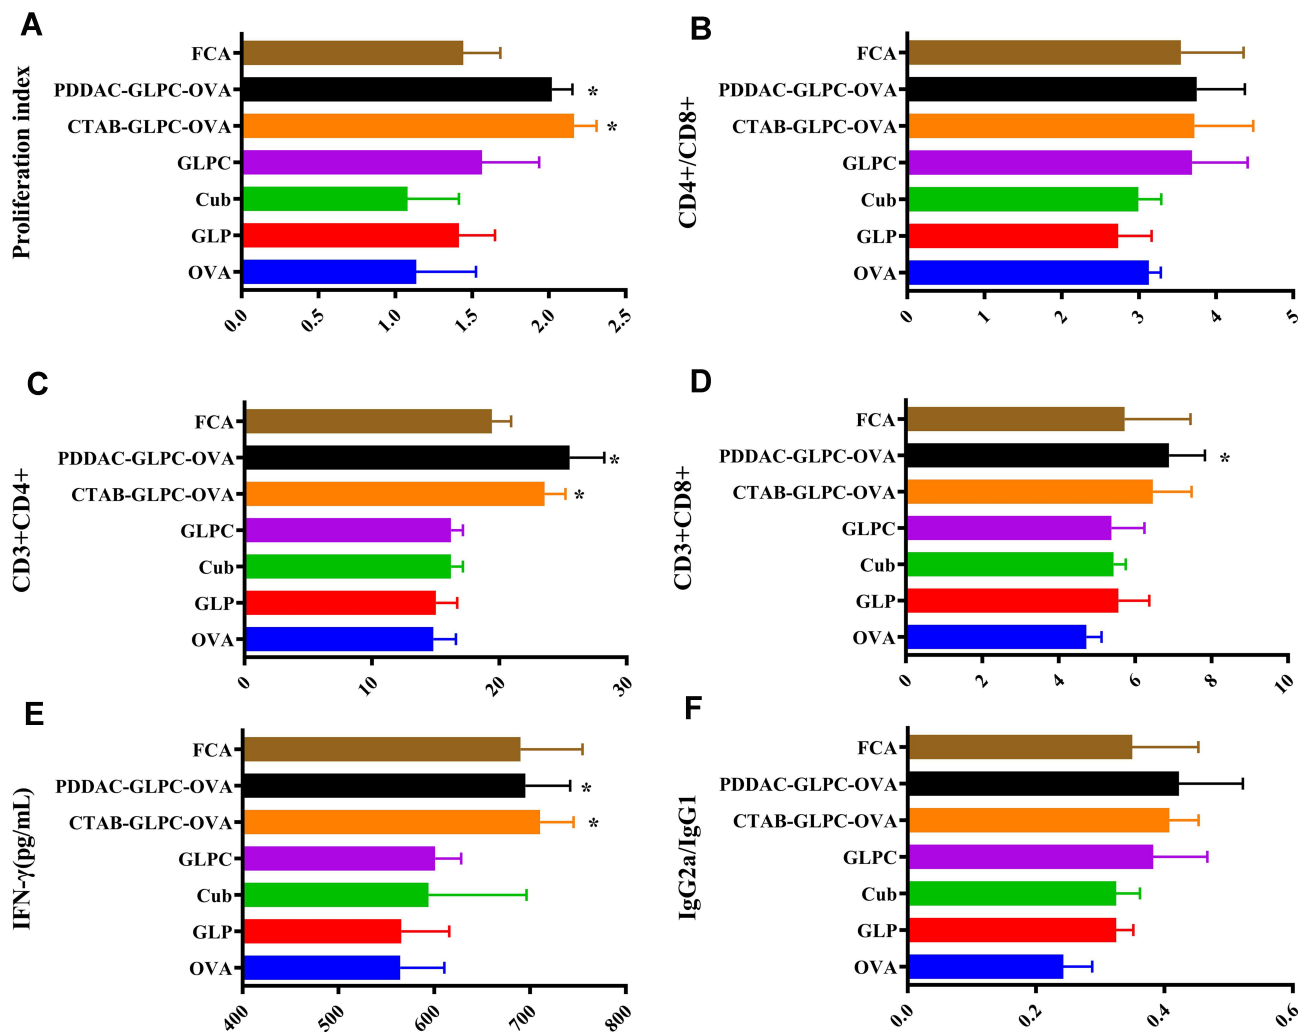 A
Proliferation index
FCA
PDDAC-GLPC-OVA *
CTAB-GLPC-OVA *
GLPC
Cub
GLP
OVA
0.0 0.5 1.0 1.5 2.0 2.5
B
CD4+/CD8+
FCA
PDDAC-GLPC-OVA
CTAB-GLPC-OVA
GLPC
Cub
GLP
OVA
0 1 2 3 4 5
C
CD3+CD4+
FCA
PDDAC-GLPC-OVA *
CTAB-GLPC-OVA *
GLPC
Cub
GLP
OVA
0 10 20 30
D
CD3+CD8+
FCA
PDDAC-GLPC-OVA *
CTAB-GLPC-OVA
GLPC
Cub
GLP
OVA
0 2 4 6 8 10
E
IFN-γ(pg/mL)
FCA
PDDAC-GLPC-OVA *
CTAB-GLPC-OVA *
GLPC
Cub
GLP
OVA
400 500 600 700 800
F
IgG2a/IgG1
FCA
PDDAC-GLPC-OVA
CTAB-GLPC-OVA
GLPC
Cub
GLP
OVA
0.0 0.2 0.4 0.6